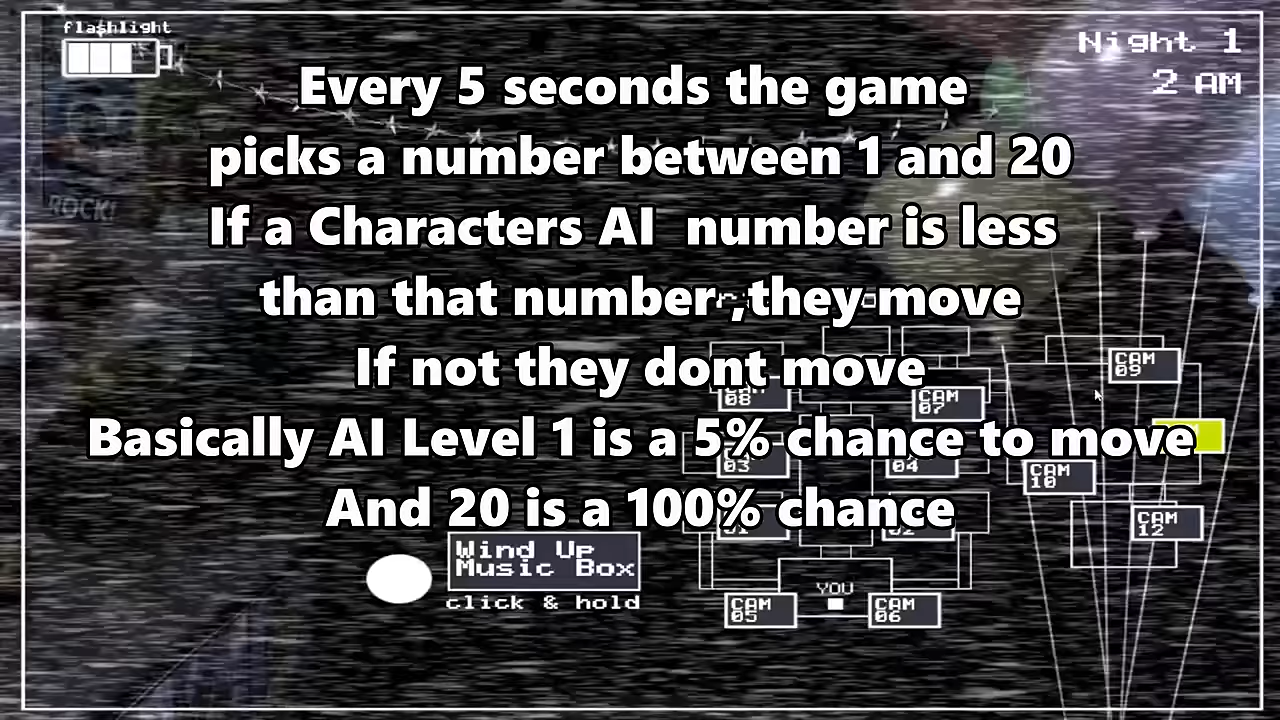 flashlight
Night 1
2 AM
ROCK!
Every 5 seconds the game
picks a number between 1 and 20
If a Characters AI number is less
than that number ,they move
If not they dont move
Basically AI Level 1 is a 5% chance to move
And 20 is a 100% chance
CAM 09
08
CAM 07
03
04
CAM 10
CAM 12
Wind Up
Music Box
click & hold
YOU
CAM 05
CAM 06